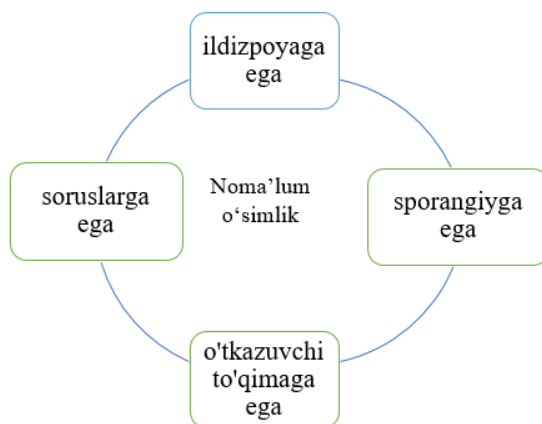 ildizpoyaga
ega
soruslarga
ega
Noma’lum
o‘simlik
sporangiyga
ega
o'tkazuvchi
to'qimaga
ega